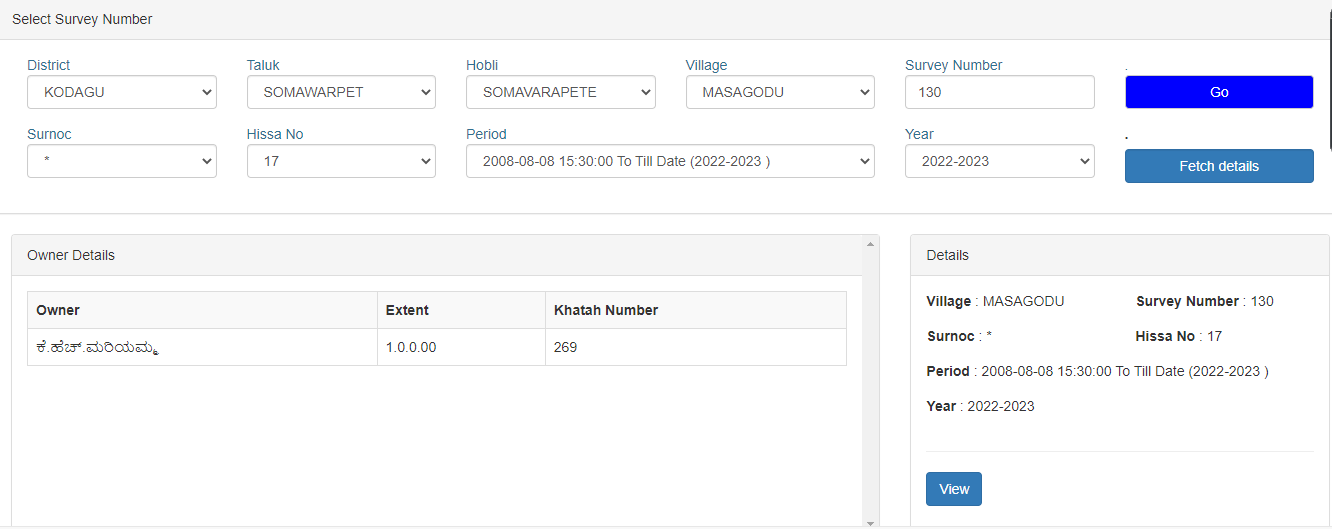 Select Survey Number
District Taluk Hobli Village Survey Number .
KODAGU SOMAWARPET SOMAVARAPETE MASAGODU 130 Go
Surnoc Hissa No Period Year .
* 17 2008-08-08 15:30:00 To Till Date (2022-2023 ) 2022-2023 Fetch details
Owner Details
Owner Extent Khatah Number
ಕೆ.ಹೆಚ್.ಮರಿಯಮ್ಮ 1.0.0.00 269
Details
Village : MASAGODU Survey Number : 130
Surnoc : * Hissa No : 17
Period : 2008-08-08 15:30:00 To Till Date (2022-2023 )
Year : 2022-2023
View